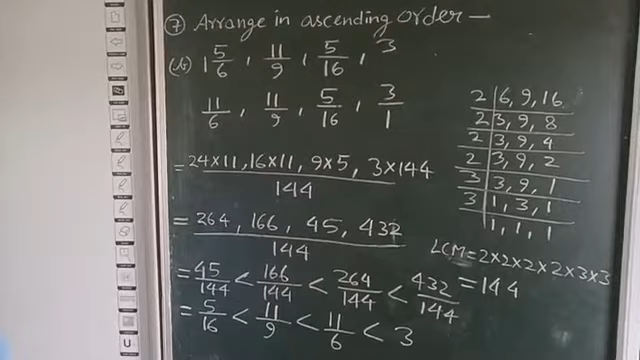 7 Arrange in ascending order —
(b) 1 5/6, 11/9, 5/16, 3
11/6, 11/9, 5/16, 3/1
= 24×11, 16×11, 9×5, 3×144 / 144
= 264, 166, 45, 432 / 144
= 45/144 < 166/144 < 264/144 < 432/144
= 5/16 < 11/9 < 11/6 < 3
2 | 6, 9, 16
2 | 3, 9, 8
2 | 3, 9, 4
2 | 3, 9, 2
3 | 3, 9, 1
3 | 1, 3, 1
| 1, 1, 1
LCM = 2×2×2×2×3×3
= 144
U